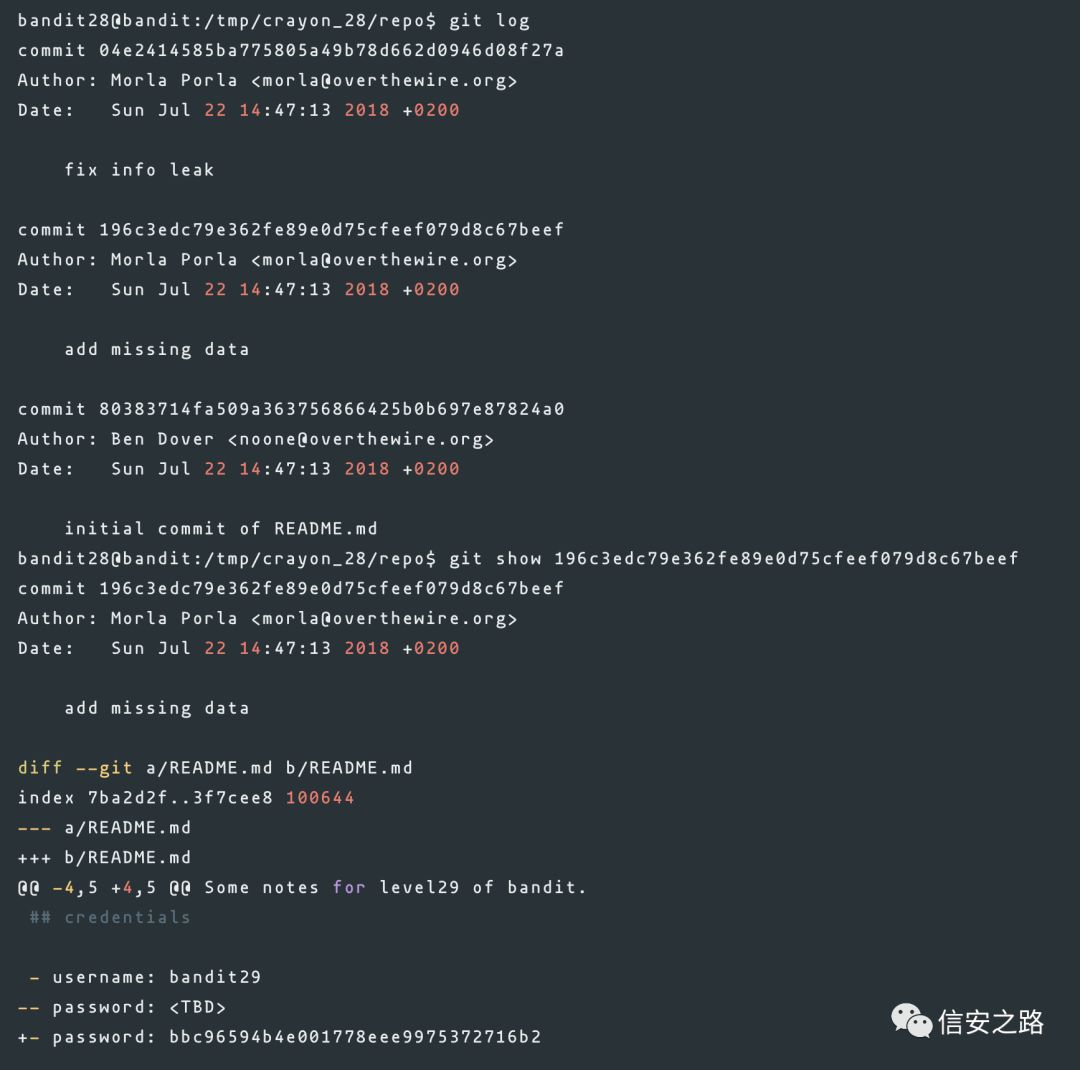 bandit28@bandit:/tmp/crayon_28/repo$ git log
commit 04e2414585ba775805a49b78d662d0946d08f27a
Author: Morla Porla <morla@overthewire.org>
Date:   Sun Jul 22 14:47:13 2018 +0200
    fix info leak
commit 196c3edc79e362fe89e0d75cfeef079d8c67beef
Author: Morla Porla <morla@overthewire.org>
Date:   Sun Jul 22 14:47:13 2018 +0200
    add missing data
commit 80383714fa509a363756866425b0b697e87824a0
Author: Ben Dover <noone@overthewire.org>
Date:   Sun Jul 22 14:47:13 2018 +0200
    initial commit of README.md
bandit28@bandit:/tmp/crayon_28/repo$ git show 196c3edc79e362fe89e0d75cfeef079d8c67beef
commit 196c3edc79e362fe89e0d75cfeef079d8c67beef
Author: Morla Porla <morla@overthewire.org>
Date:   Sun Jul 22 14:47:13 2018 +0200
    add missing data
diff --git a/README.md b/README.md
index 7ba2d2f..3f7cee8 100644
--- a/README.md
+++ b/README.md
@@ -4,5 +4,5 @@ Some notes for level29 of bandit.
 ## credentials
 - username: bandit29
-- password: <TBD>
+- password: bbc96594b4e001778eee9975372716b2
信安之路